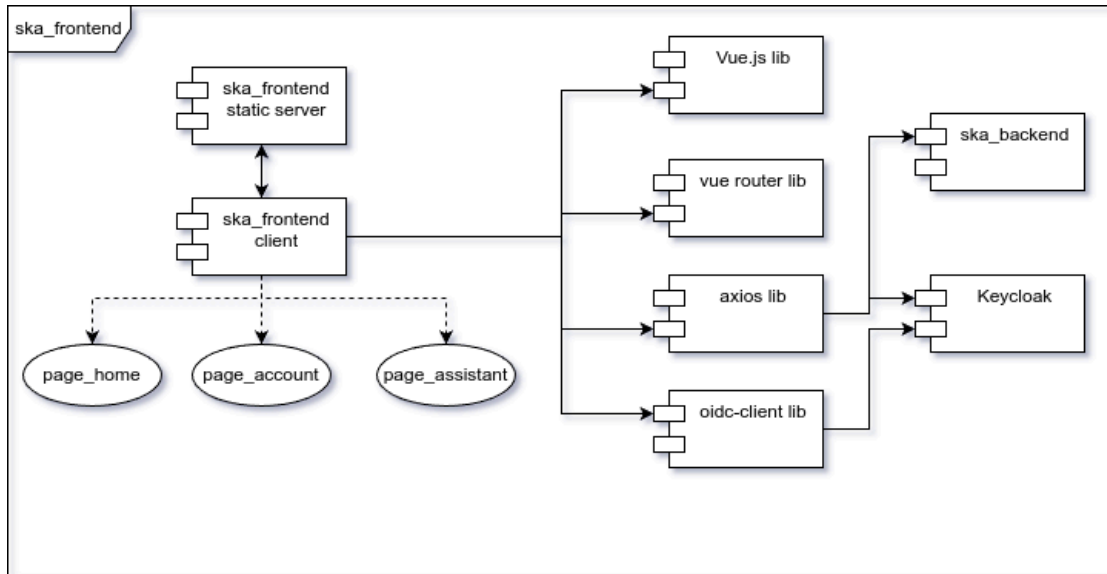 ska_frontend
ska_frontend
static server
ska_frontend
client
page_home
page_account
page_assistant
Vue.js lib
vue router lib
axios lib
oidc-client lib
ska_backend
Keycloak